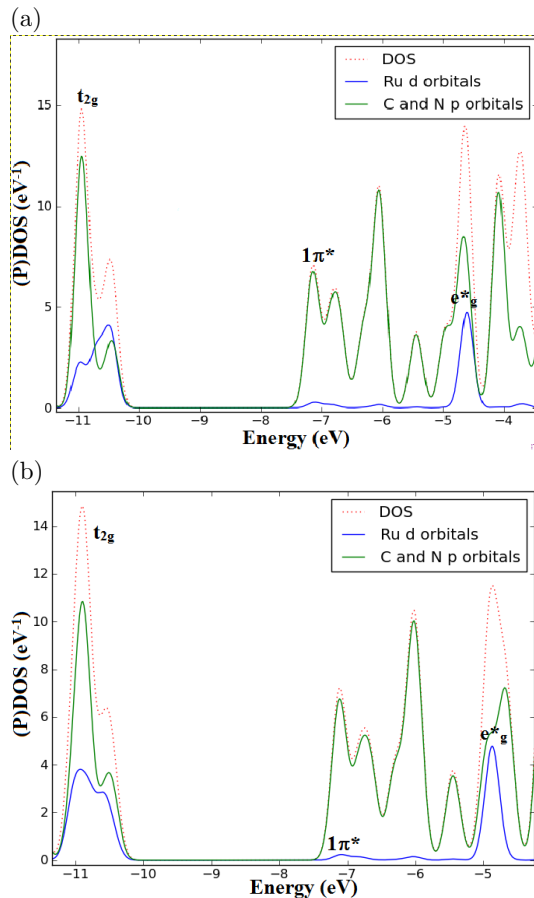 (a)
DOS
Ru d orbitals
C and N p orbitals
t2g
1π*
e*g
(P)DOS (eV-1)
15
10
5
0
−11
−10
−9
−8
−7
−6
−5
−4
Energy (eV)
(b)
DOS
Ru d orbitals
C and N p orbitals
t2g
e*g
1π*
(P)DOS (eV-1)
14
12
10
8
6
4
2
0
−11
−10
−9
−8
−7
−6
−5
Energy (eV)